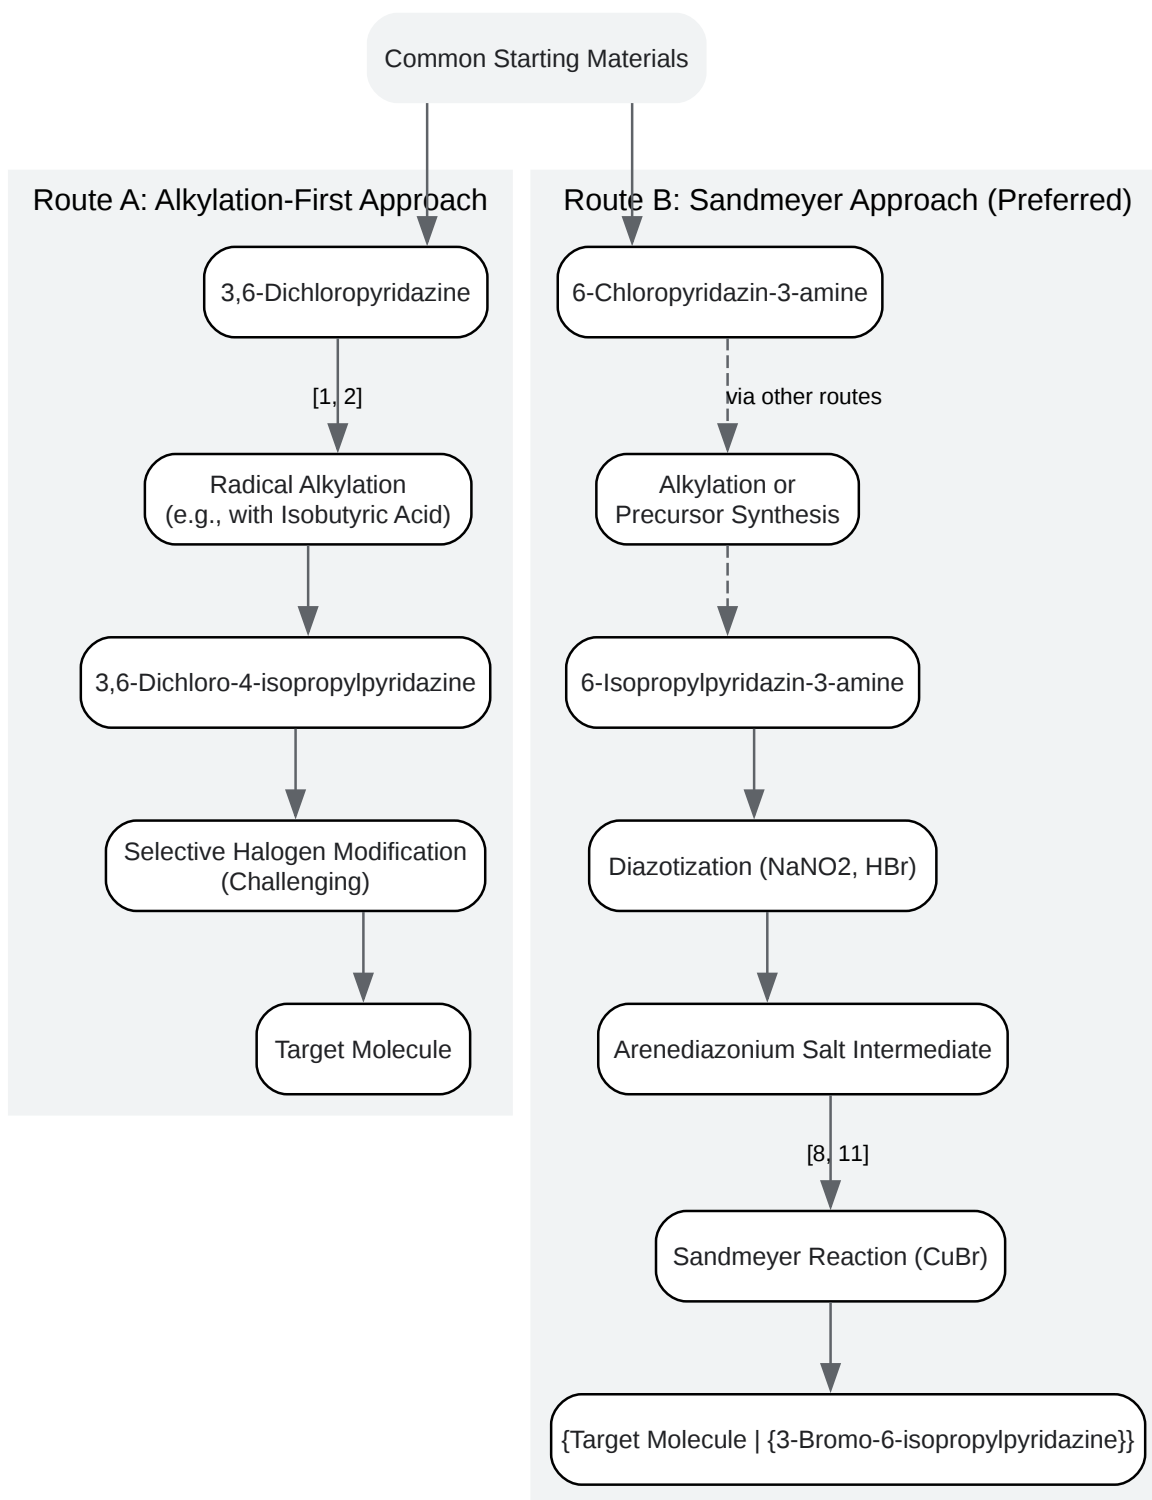 Common Starting Materials
Route A: Alkylation-First Approach
3,6-Dichloropyridazine
[1, 2]
Radical Alkylation
(e.g., with Isobutyric Acid)
3,6-Dichloro-4-isopropylpyridazine
Selective Halogen Modification
(Challenging)
Target Molecule
Route B: Sandmeyer Approach (Preferred)
6-Chloropyridazin-3-amine
via other routes
Alkylation or
Precursor Synthesis
6-Isopropylpyridazin-3-amine
Diazotization (NaNO2, HBr)
Arenediazonium Salt Intermediate
[8, 11]
Sandmeyer Reaction (CuBr)
{Target Molecule | {3-Bromo-6-isopropylpyridazine}}